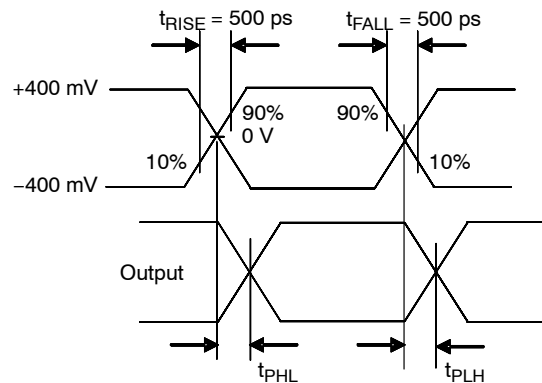 tRISE = 500 ps tFALL = 500 ps
+400 mV
90% 90%
0 V
10% 10%
−400 mV
Output
tPHL tPLH